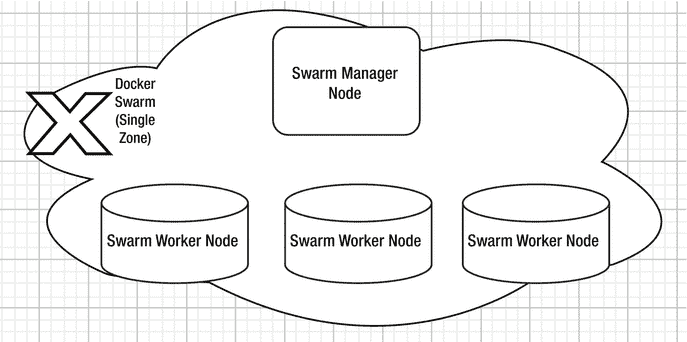 Swarm Manager
Node
Docker
Swarm
(Single
Zone)
Swarm Worker Node
Swarm Worker Node
Swarm Worker Node